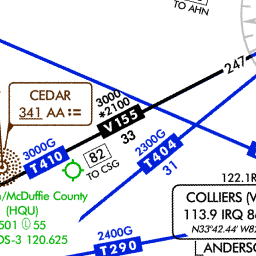 TO AHN
CEDAR
341 AA
3000
*2100
V155
33
247
3000G
T410
82
TO CSG
2300G
T404
31
122.1R
/McDuffie County
(HQU)
501 55
OS-3 120.625
COLLIERS (V
113.9 IRQ 8
N33°42.44' W8
ANDERSO
2400G
T290